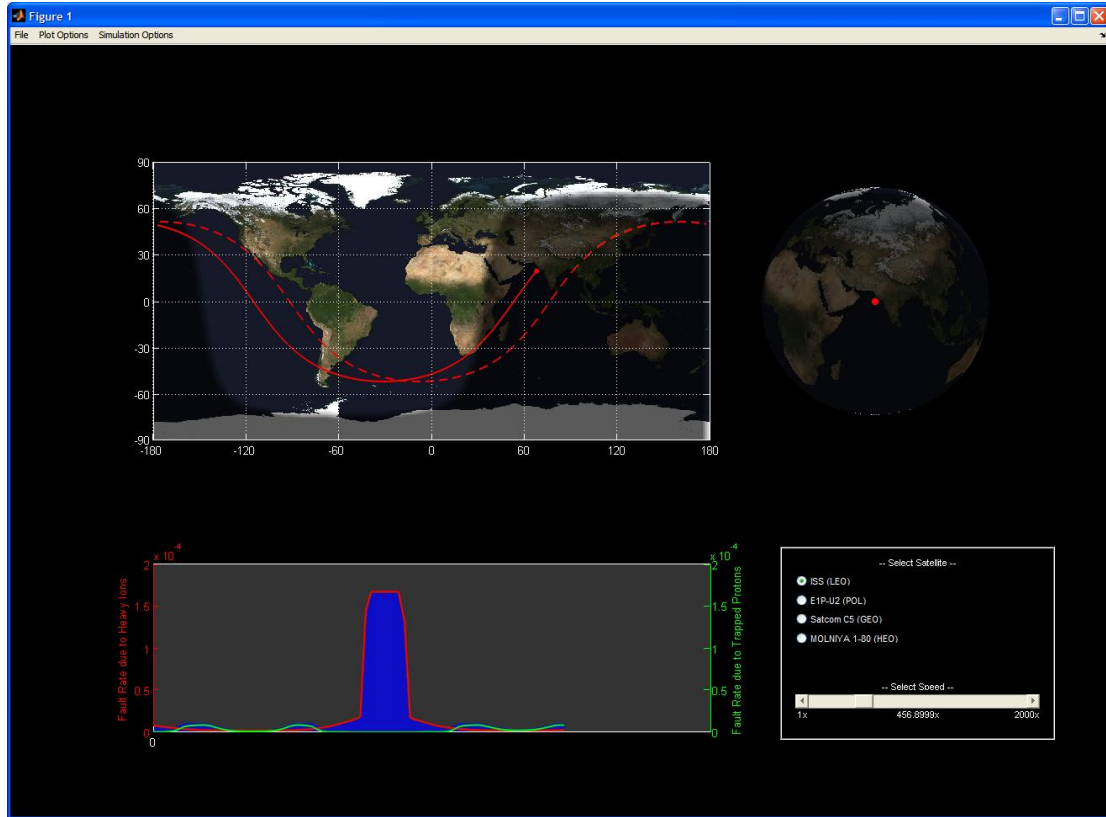 Figure 1
File Plot Options Simulation Options
90
60
30
0
-30
-60
-90
-180 -120 -60 0 60 120 180
x 10^-4
2
1.5
1
0.5
0
Fault Rate due to Heavy Ions
0
x 10^-4
2
1.5
1
0.5
0
Fault Rate due to Trapped Protons
-- Select Satellite --
ISS (LEO)
E1P-U2 (POL)
Satcom C5 (GEO)
MOLNIYA 1-80 (HEO)
-- Select Speed --
1x 456.8999x 2000x